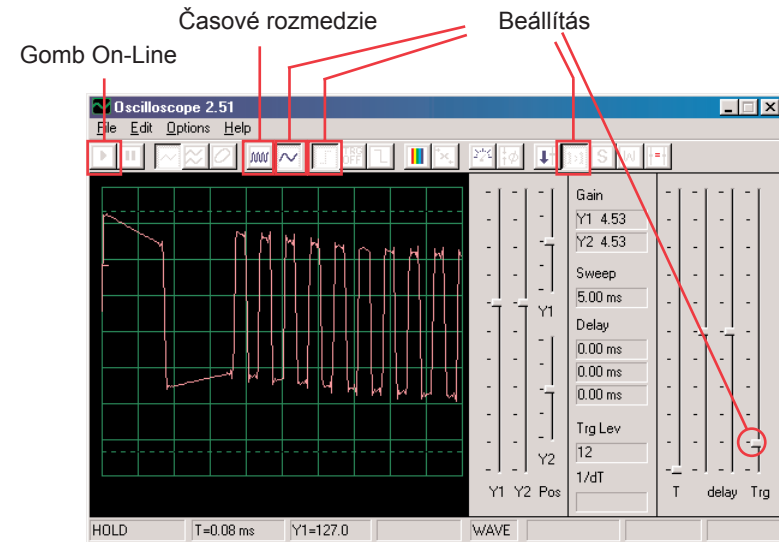 Časové rozmedzie
Beállítás
Gomb On-Line
Oscilloscope 2.51
File Edit Options Help
Gain
Y1 4.53
Y2 4.53
Sweep
5.00 ms
Y1
Delay
0.00 ms
0.00 ms
0.00 ms
Trg Lev
12
Y2
1/dT
Y1 Y2 Pos
T delay Trg
HOLD T=0.08 ms Y1=127.0 WAVE